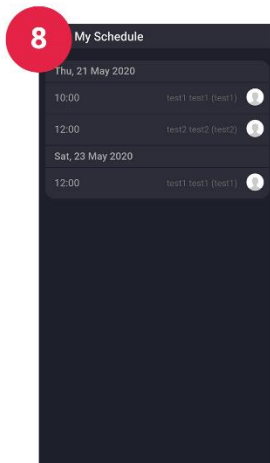 8
My Schedule
Thu, 21 May 2020
10:00 test1 test1 (test1)
12:00 test2 test2 (test2)
Sat, 23 May 2020
12:00 test1 test1 (test1)